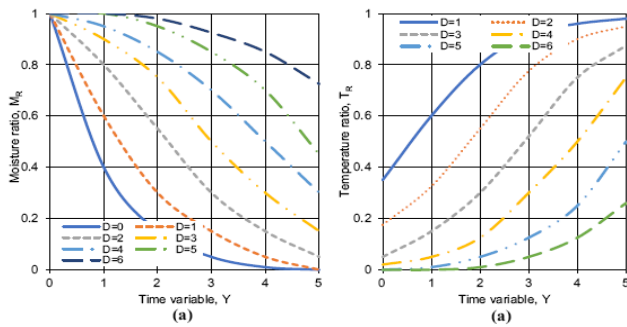 1
0.8
0.6
0.4
0.2
0
Moisture ratio, M_R
D=0 D=1
D=2 D=3
D=4 D=5
D=6
0 1 2 3 4 5
Time variable, Y
(a)
1
0.8
0.6
0.4
0.2
0
Temperature ratio, T_R
D=1 D=2
D=3 D=4
D=5 D=6
0 1 2 3 4 5
Time variable, Y
(a)